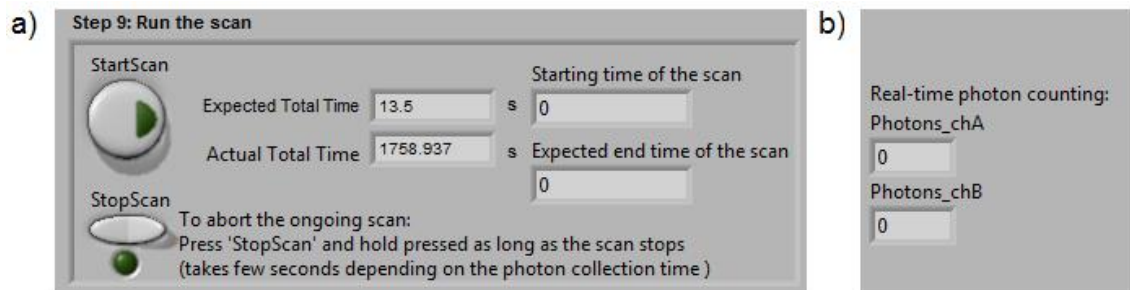 a)
Step 9: Run the scan
StartScan
Expected Total Time 13.5 s
Actual Total Time 1758.937 s
Starting time of the scan
0
Expected end time of the scan
0
StopScan
To abort the ongoing scan:
Press 'StopScan' and hold pressed as long as the scan stops
(takes few seconds depending on the photon collection time )
b)
Real-time photon counting:
Photons_chA
0
Photons_chB
0